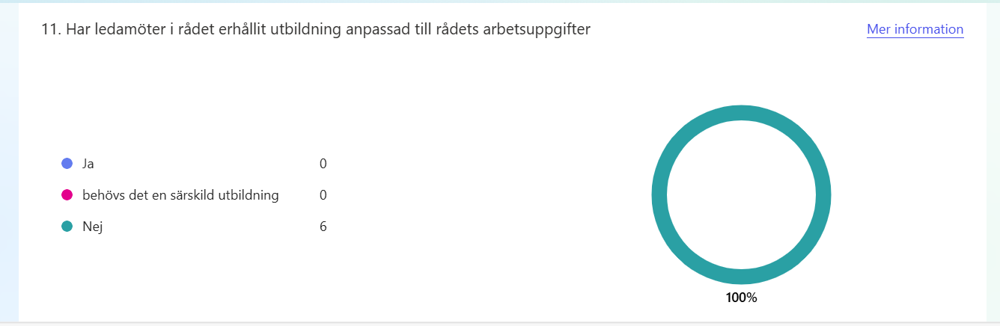 11. Har ledamöter i rådet erhållit utbildning anpassad till rådets arbetsuppgifter
Mer information
Ja 0
behövs det en särskild utbildning 0
Nej 6
100%